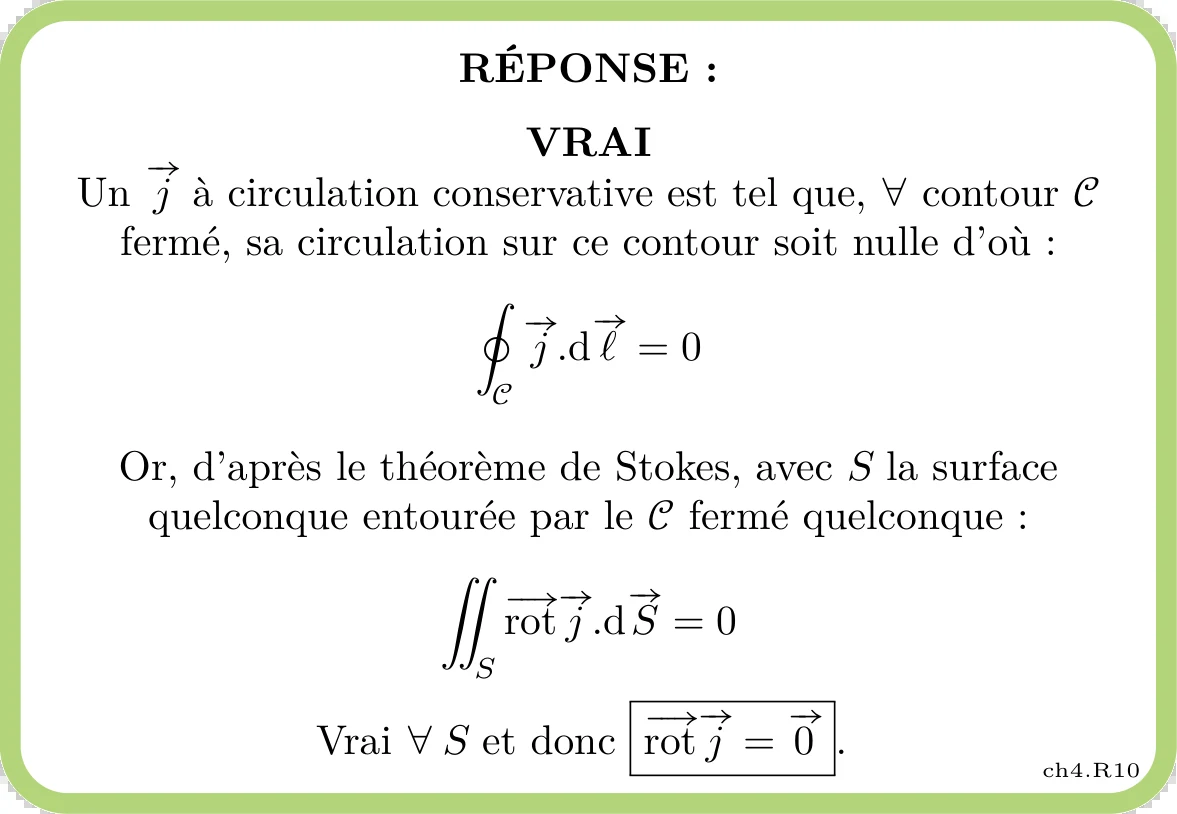 RÉPONSE :
VRAI
Un $\overrightarrow{j}$ à circulation conservative est tel que, ∀ contour $\mathcal{C}$
fermé, sa circulation sur ce contour soit nulle d'où :
$\oint_{\mathcal{C}} \overrightarrow{j}.\mathrm{d}\overrightarrow{\ell} = 0$
Or, d'après le théorème de Stokes, avec $S$ la surface
quelconque entourée par le $\mathcal{C}$ fermé quelconque :
$\iint_{S} \overrightarrow{\mathrm{rot}}\overrightarrow{j}.\mathrm{d}\overrightarrow{S} = 0$
Vrai ∀ $S$ et donc $\boxed{\overrightarrow{\mathrm{rot}}\overrightarrow{j} = \overrightarrow{0}}$.
ch4.R10